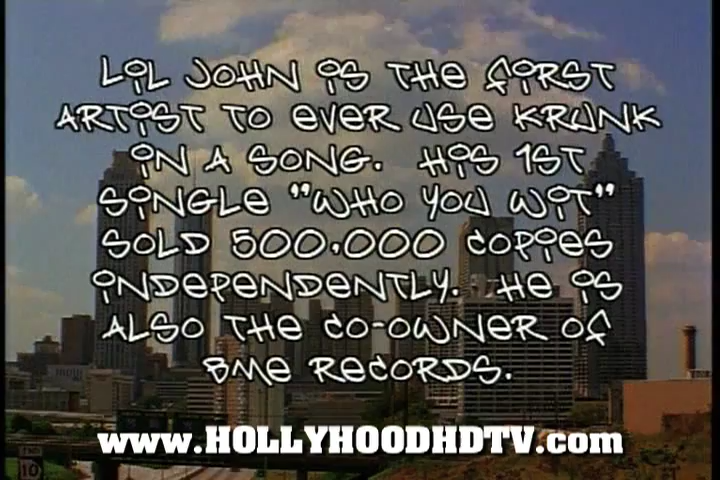 LiL JOHN is THe fiRST
ARTiST TO eVeR USe KRUNK
iN A SONG. His 1ST
SiNGLe "WHO YOU WiT"
SOLD 500,000 COPies
iNDePeNDeNTLY. He is
ALSO THe CO-OWNeR Of
BMe ReCORDS.
www.HOLLYHOODHDTV.com
10